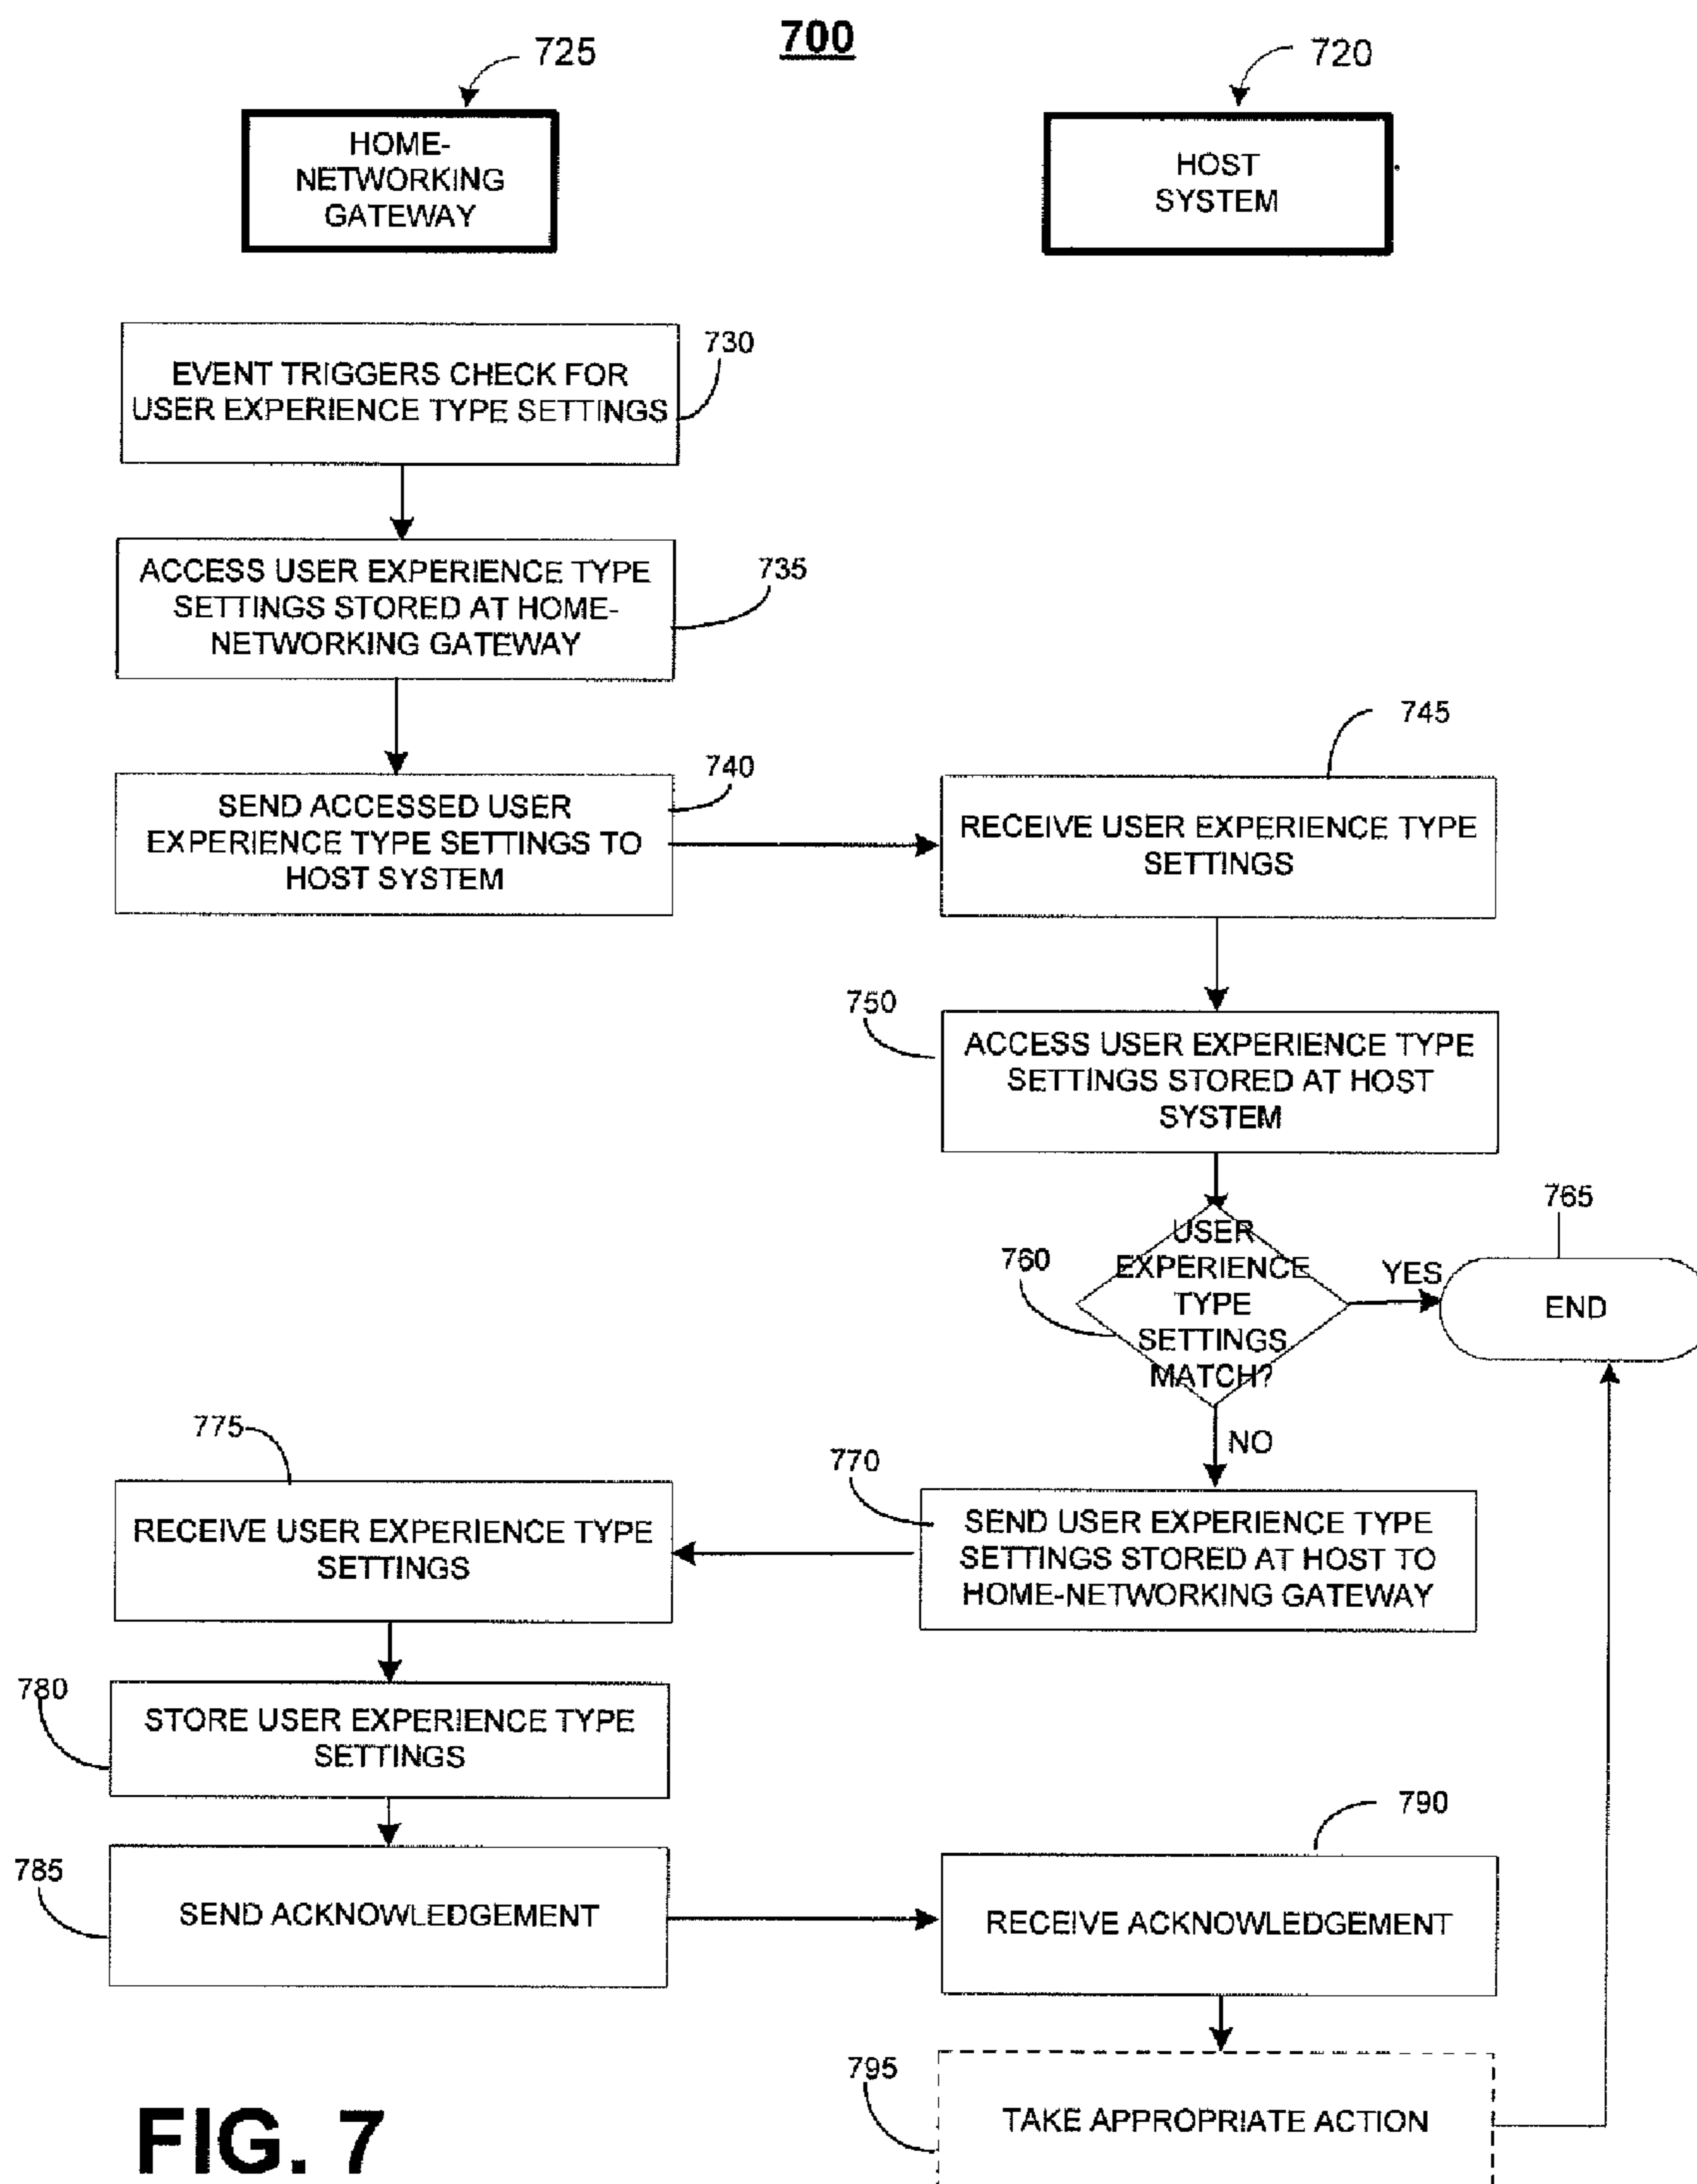 700
725
720
HOME-
NETWORKING
GATEWAY
HOST
SYSTEM
730
EVENT TRIGGERS CHECK FOR
USER EXPERIENCE TYPE SETTINGS
735
ACCESS USER EXPERIENCE TYPE
SETTINGS STORED AT HOME-
NETWORKING GATEWAY
740
SEND ACCESSED USER
EXPERIENCE TYPE SETTINGS TO
HOST SYSTEM
745
RECEIVE USER EXPERIENCE TYPE
SETTINGS
750
ACCESS USER EXPERIENCE TYPE
SETTINGS STORED AT HOST
SYSTEM
760
USER
EXPERIENCE
TYPE
SETTINGS
MATCH?
YES
765
END
NO
770
SEND USER EXPERIENCE TYPE
SETTINGS STORED AT HOST TO
HOME-NETWORKING GATEWAY
775
RECEIVE USER EXPERIENCE TYPE
SETTINGS
780
STORE USER EXPERIENCE TYPE
SETTINGS
785
SEND ACKNOWLEDGEMENT
790
RECEIVE ACKNOWLEDGEMENT
795
TAKE APPROPRIATE ACTION
FIG. 7